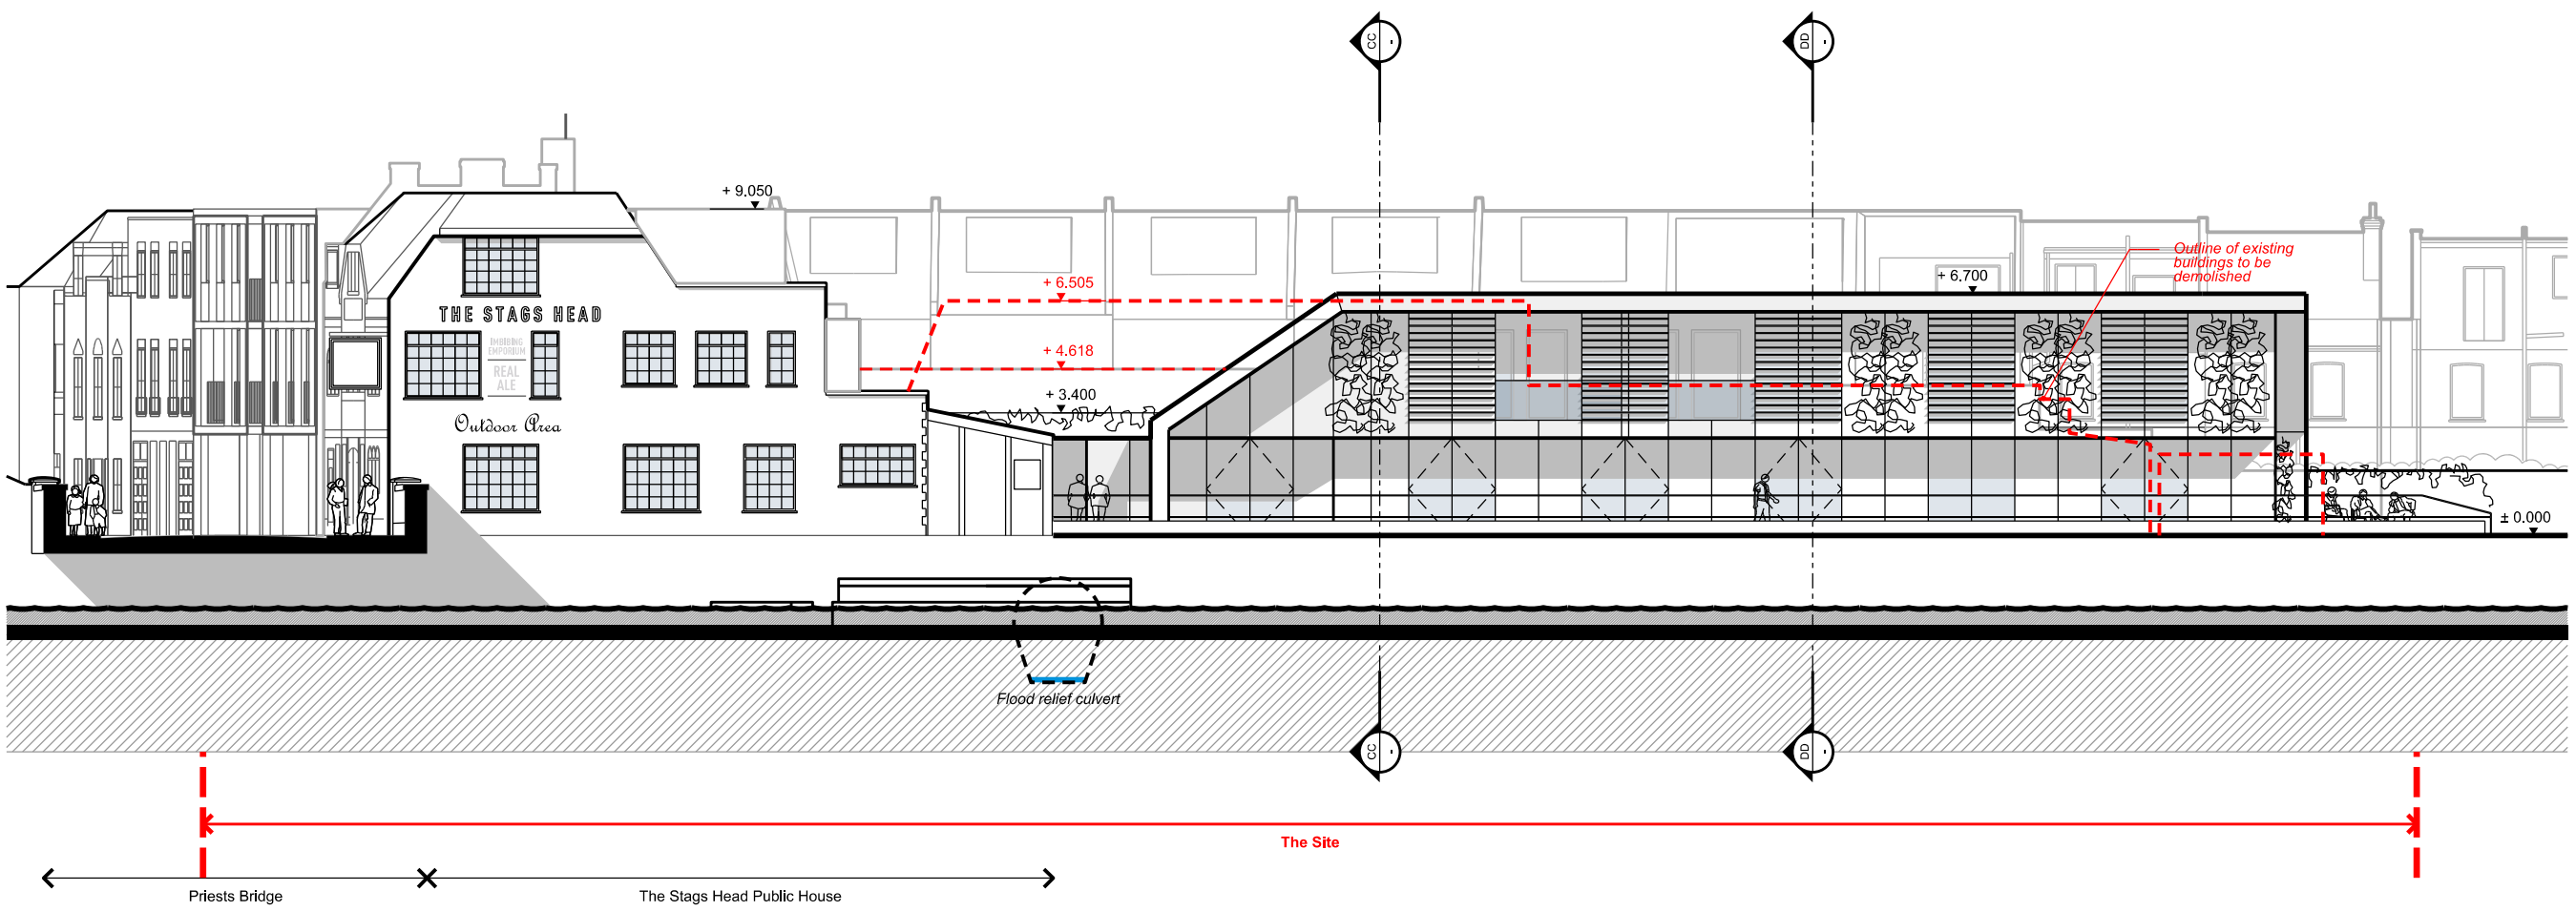 CC
DD
+ 9.050
Outline of existing
buildings to be
demolished
+ 6.505
+ 6.700
THE STAGS HEAD
IMBIBING
EMPORIUM
REAL
ALE
+ 4.618
+ 3.400
Outdoor Area
± 0.000
Flood relief culvert
CC
DD
The Site
Priests Bridge
The Stags Head Public House